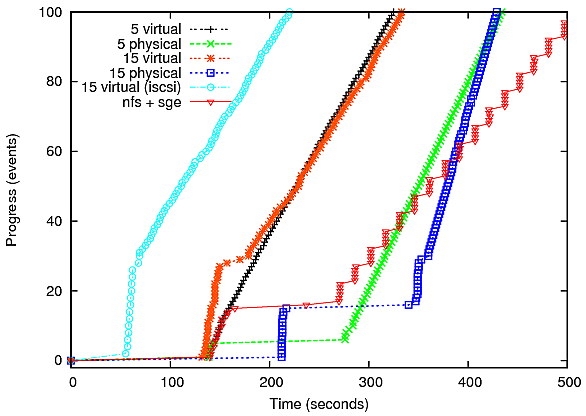 100
80
60
40
20
0
Progress (events)
5 virtual
5 physical
15 virtual
15 physical
15 virtual (iscsi)
nfs + sge
0 100 200 300 400 500
Time (seconds)